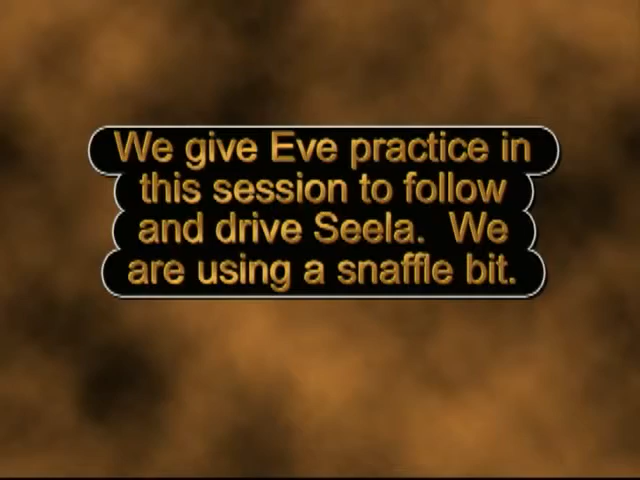 We give Eve practice in
this session to follow
and drive Seela.  We
are using a snaffle bit.